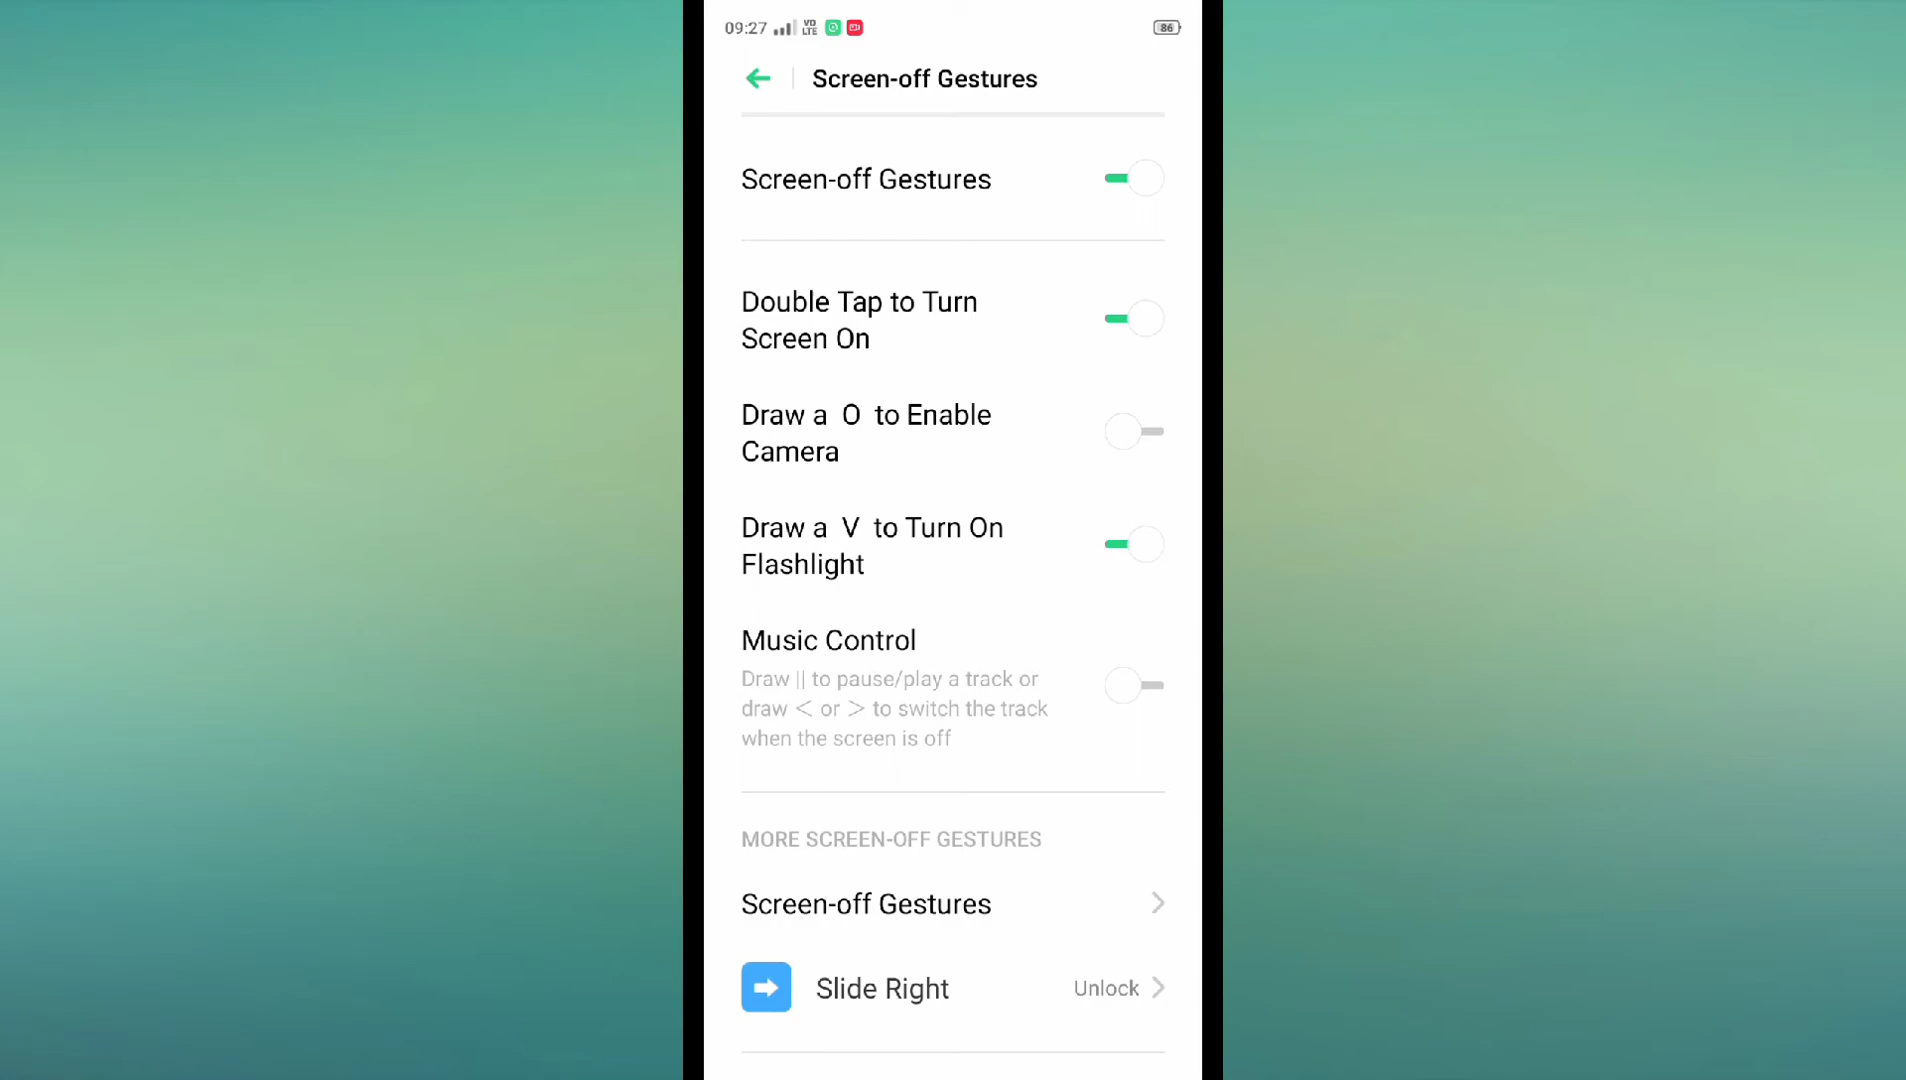 09:27 VO LTE 86
Screen-off Gestures
Screen-off Gestures
Double Tap to Turn
Screen On
Draw a O to Enable
Camera
Draw a V to Turn On
Flashlight
Music Control
Draw || to pause/play a track or
draw < or > to switch the track
when the screen is off
MORE SCREEN-OFF GESTURES
Screen-off Gestures
Slide Right Unlock